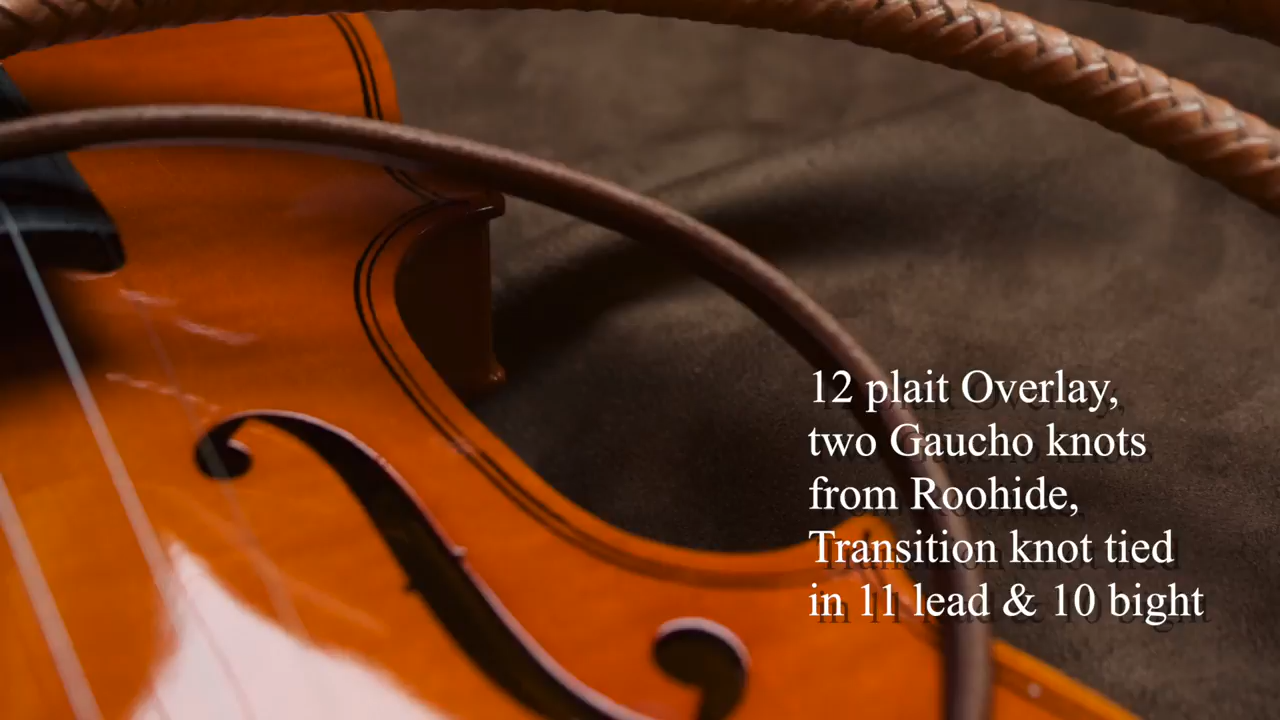 12 plait Overlay,
two Gaucho knots
from Roohide,
Transition knot tied
in 11 lead & 10 bight